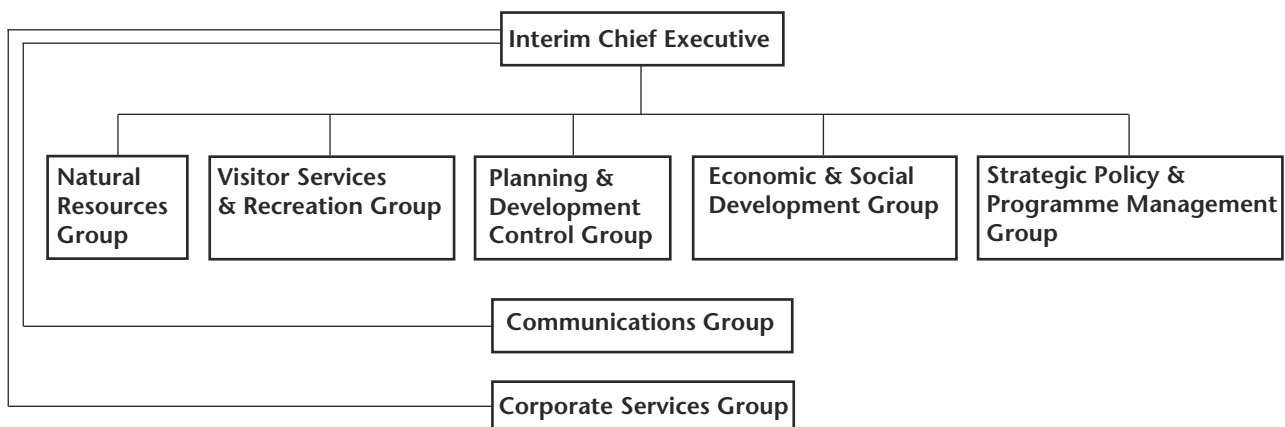 Interim Chief Executive
Natural
Resources
Group
Visitor Services
& Recreation Group
Planning &
Development
Control Group
Economic & Social
Development Group
Strategic Policy &
Programme Management
Group
Communications Group
Corporate Services Group